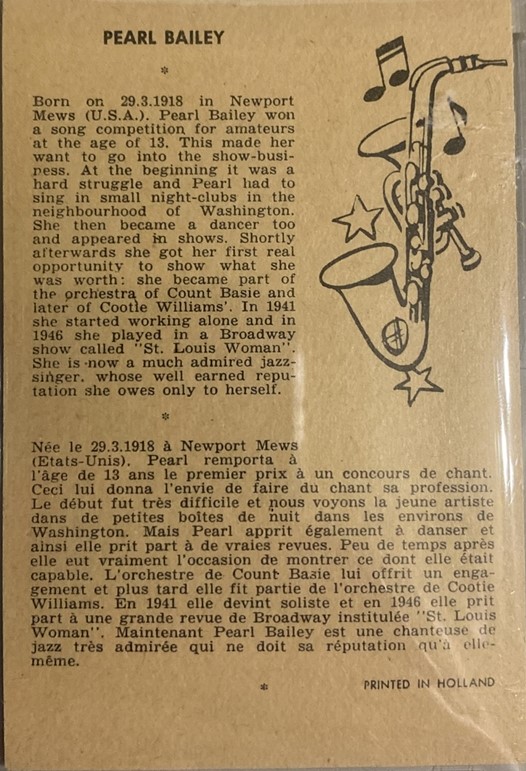 PEARL BAILEY
*
Born on 29.3.1918 in Newport
Mews (U.S.A.). Pearl Bailey won
a song competition for amateurs
at the age of 13. This made her
want to go into the show-busi-
ness. At the beginning it was a
hard struggle and Pearl had to
sing in small night-clubs in the
neighbourhood of Washington.
She then became a dancer too
and appeared in shows. Shortly
afterwards she got her first real
opportunity to show what she
was worth: she became part of
the orchestra of Count Basie and
later of Cootie Williams'. In 1941
she started working alone and in
1946 she played in a Broadway
show called "St. Louis Woman".
She is now a much admired jazz-
singer, whose well earned repu-
tation she owes only to herself.
*
Née le 29.3.1918 à Newport Mews
(Etats-Unis). Pearl remporta à
l'âge de 13 ans le premier prix à un concours de chant.
Ceci lui donna l'envie de faire du chant sa profession.
Le début fut très difficile et nous voyons la jeune artiste
dans de petites boîtes de nuit dans les environs de
Washington. Mais Pearl apprit également à danser et
ainsi elle prit part à de vraies revues. Peu de temps après
elle eut vraiment l'occasion de montrer ce dont elle était
capable. L'orchestre de Count Basie lui offrit un enga-
gement et plus tard elle fit partie de l'orchestre de Cootie
Williams. En 1941 elle devint soliste et en 1946 elle prit
part à une grande revue de Broadway institulée "St. Louis
Woman". Maintenant Pearl Bailey est une chanteuse de
jazz très admirée qui ne doit sa réputation qu'à elle-
même.
*
PRINTED IN HOLLAND